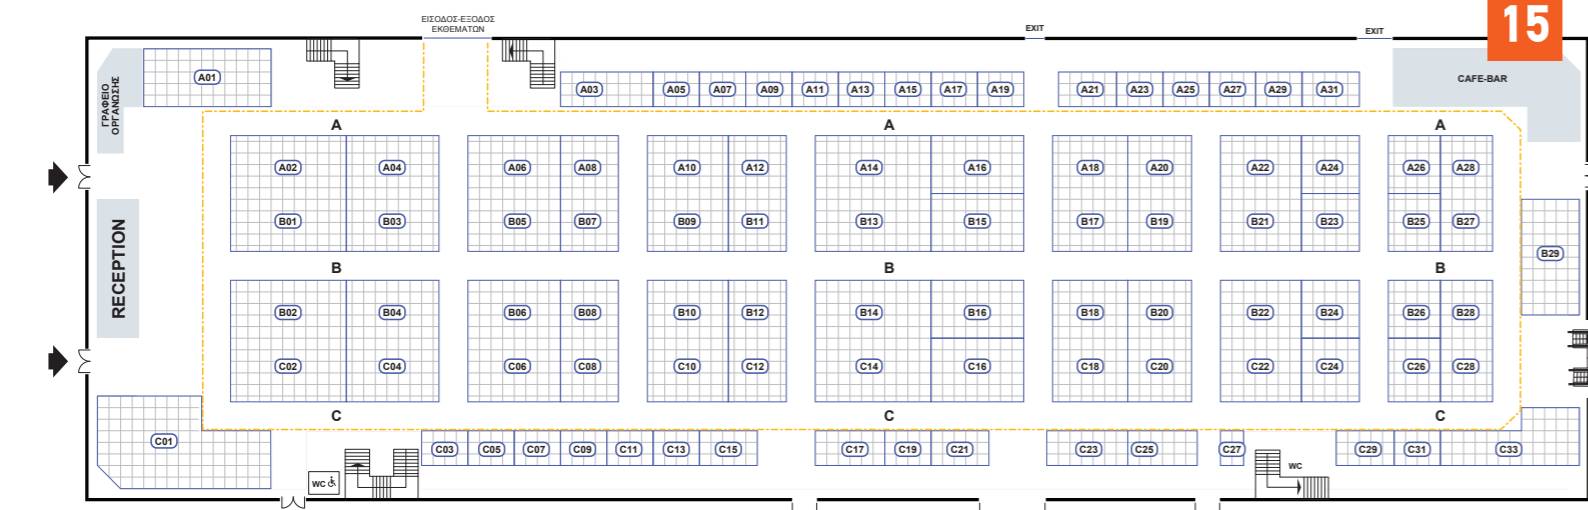 15
ΕΙΣΟΔΟΣ-ΕΞΟΔΟΣ
ΕΚΘΕΜΑΤΩΝ
EXIT
EXIT
ΓΡΑΦΕΙΟ
ΟΡΓΑΝΩΣΗΣ
A01
A03 A05 A07 A09 A11 A13 A15 A17 A19 A21 A23 A25 A27 A29 A31
CAFE-BAR
A A A
A02 A04 A06 A08 A10 A12 A14 A16 A18 A20 A22 A24 A26 A28
B01 B03 B05 B07 B09 B11 B13 B15 B17 B19 B21 B23 B25 B27
B29
RECEPTION
B B B
B02 B04 B06 B08 B10 B12 B14 B16 B18 B20 B22 B24 B26 B28
C02 C04 C06 C08 C10 C12 C14 C16 C18 C20 C22 C24 C26 C28
C C C
C01
C03 C05 C07 C09 C11 C13 C15 C17 C19 C21 C23 C25 C27 C29 C31 C33
WC
WC